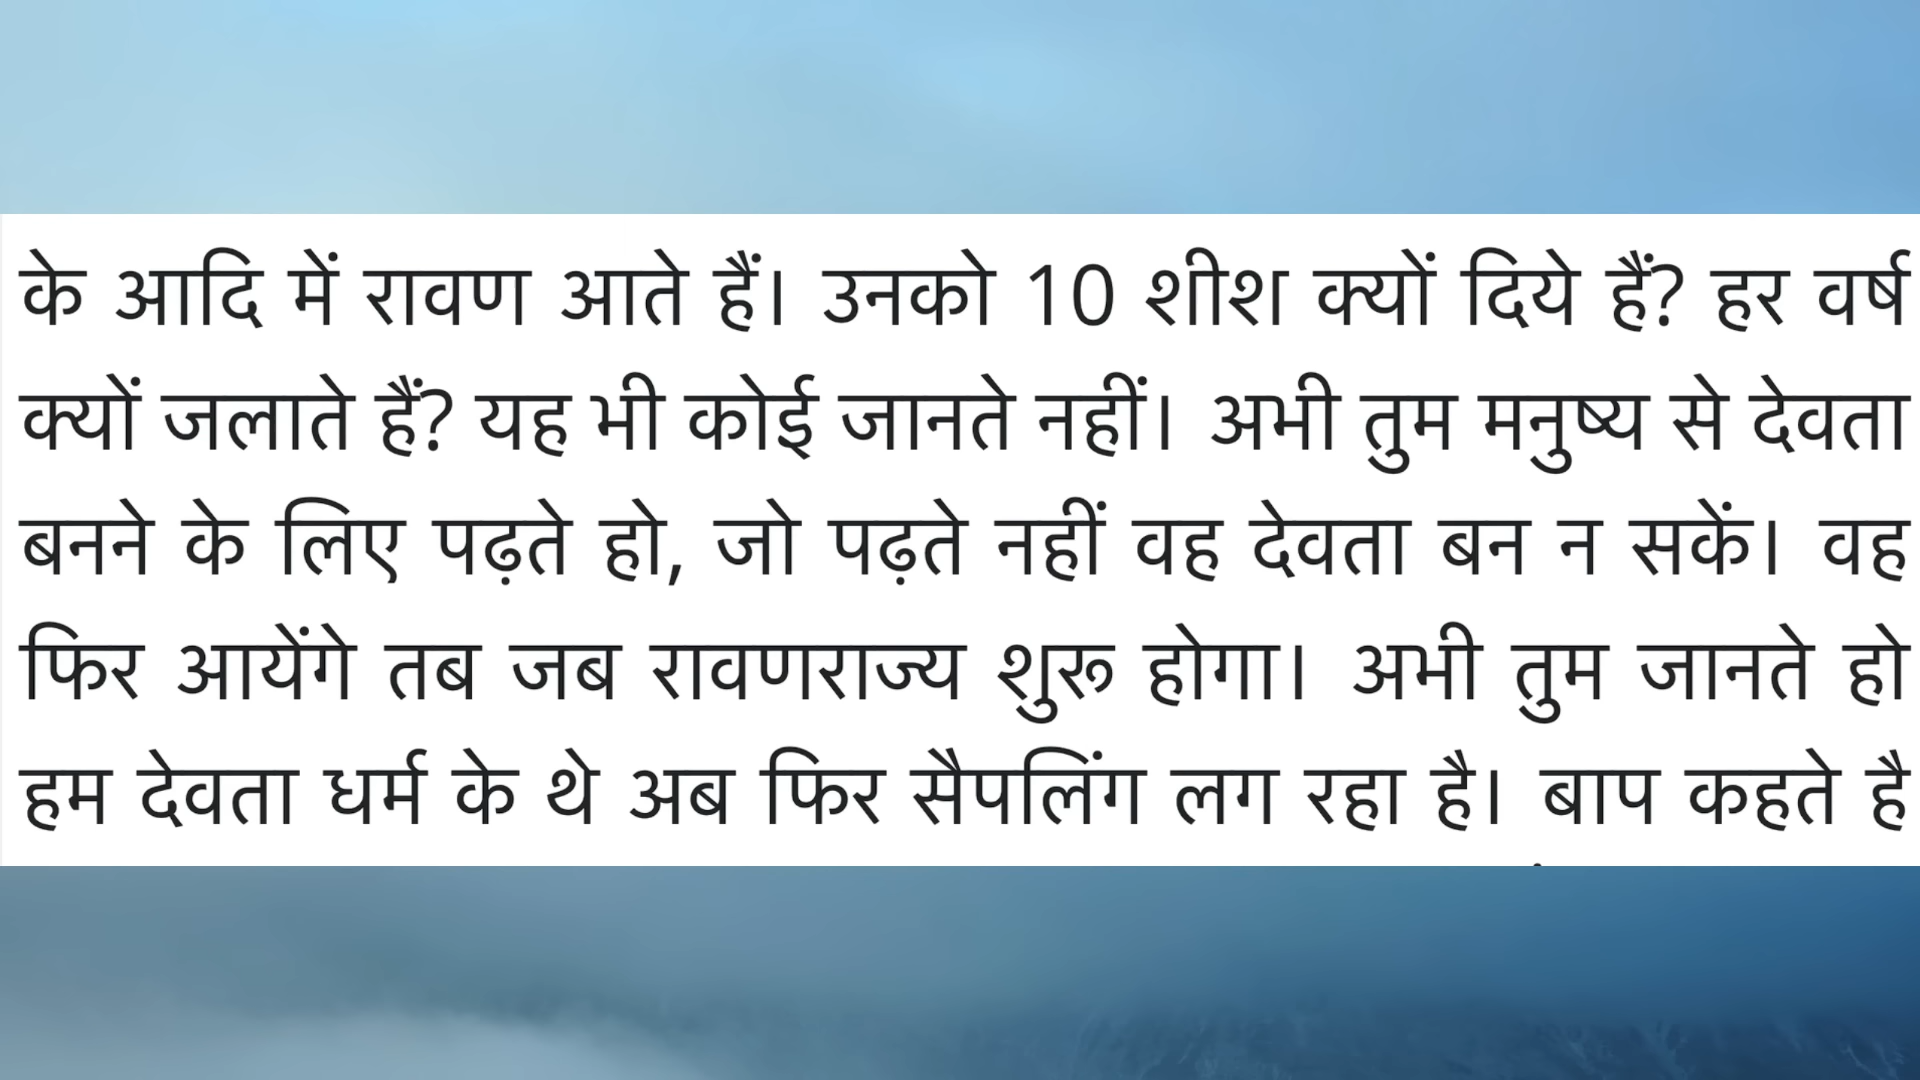 के आदि में रावण आते हैं। उनको 10 शीश क्यों दिये हैं? हर वर्ष
क्यों जलाते हैं? यह भी कोई जानते नहीं। अभी तुम मनुष्य से देवता
बनने के लिए पढ़ते हो, जो पढ़ते नहीं वह देवता बन न सकें। वह
फिर आयेंगे तब जब रावणराज्य शुरू होगा। अभी तुम जानते हो
हम देवता धर्म के थे अब फिर सैपलिंग लग रहा है। बाप कहते है